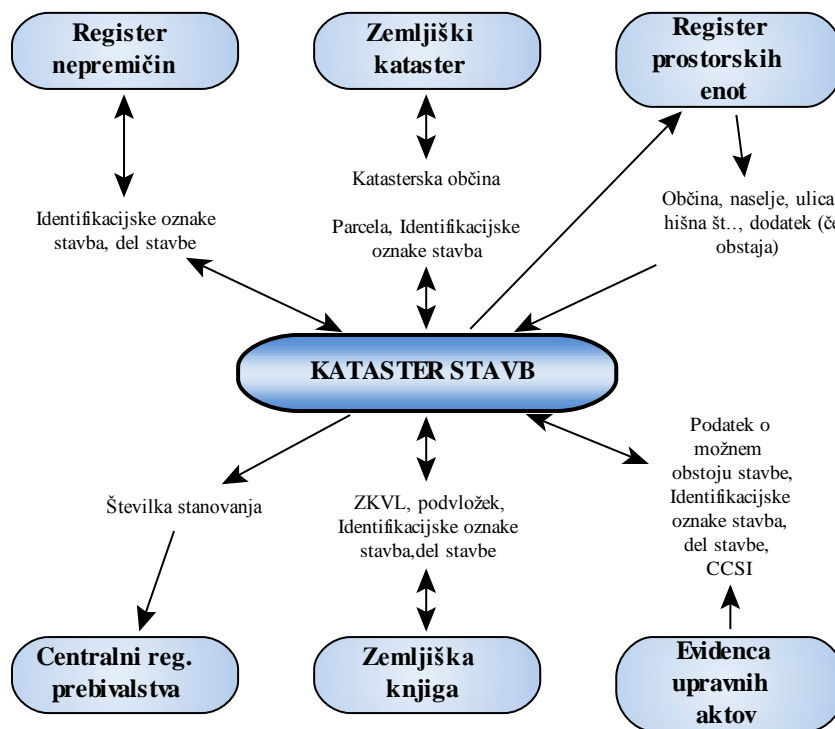 Register
nepremičin
Zemljiški
kataster
Register
prostorskih
enot
Identifikacijske oznake
stavba, del stavbe
Katasterska občina
Parcela, Identifikacijske
oznake stavba
Občina, naselje, ulica
hišna št.., dodatek (če
obstaja)
KATASTER STAVB
Številka stanovanja
ZKVL, podvložek,
Identifikacijske oznake
stavba,del stavbe
Podatek o
možnem
obstoju stavbe,
Identifikacijske
oznake stavba,
del stavbe,
CCSI
Centralni reg.
prebivalstva
Zemljiška
knjiga
Evidenca
upravnih
aktov